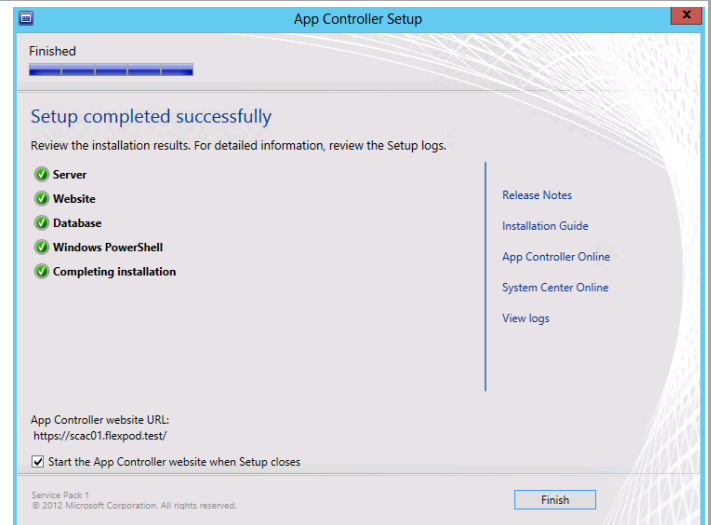 App Controller Setup
x
Finished
Setup completed successfully
Review the installation results. For detailed information, review the Setup logs.
Server
Website
Database
Windows PowerShell
Completing installation
Release Notes
Installation Guide
App Controller Online
System Center Online
View logs
App Controller website URL:
https://scac01.flexpod.test/
Start the App Controller website when Setup closes
Service Pack 1
© 2012 Microsoft Corporation. All rights reserved.
Finish